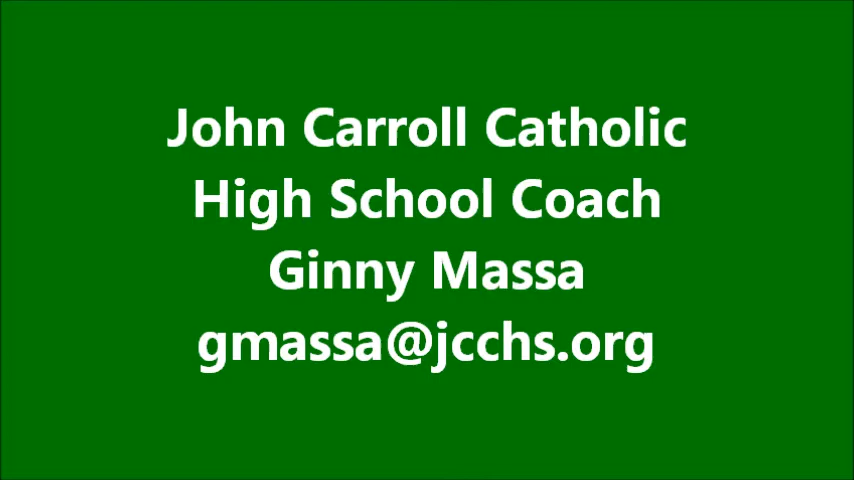 John Carroll Catholic
High School Coach
Ginny Massa
gmassa@jcchs.org